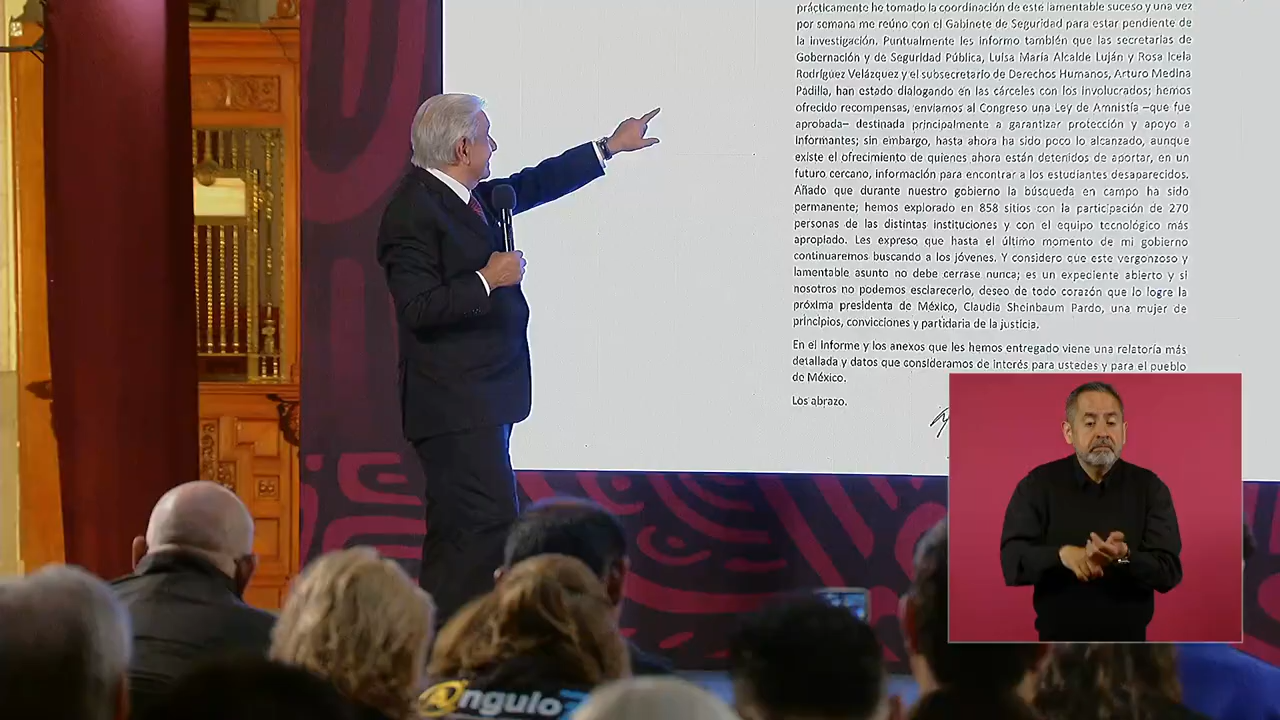 prácticamente he tomado la coordinación de este lamentable suceso y una vez
por semana me reúno con el Gabinete de Seguridad para estar pendiente de
la investigación. Puntualmente les informo también que las secretarias de
Gobernación y de Seguridad Pública, Luisa María Alcalde Luján y Rosa Icela
Rodríguez Velázquez y el subsecretario de Derechos Humanos, Arturo Medina
Padilla, han estado dialogando en las cárceles con los involucrados; hemos
ofrecido recompensas, enviamos al Congreso una Ley de Amnistía –que fue
aprobada– destinada principalmente a garantizar protección y apoyo a
informantes; sin embargo, hasta ahora ha sido poco lo alcanzado, aunque
existe el ofrecimiento de quienes ahora están detenidos de aportar, en un
futuro cercano, información para encontrar a los estudiantes desaparecidos.
Añado que durante nuestro gobierno la búsqueda en campo ha sido
permanente; hemos explorado en 858 sitios con la participación de 270
personas de las distintas instituciones y con el equipo tecnológico más
apropiado. Les expreso que hasta el último momento de mi gobierno
continuaremos buscando a los jóvenes. Y considero que este vergonzoso y
lamentable asunto no debe cerrase nunca; es un expediente abierto y si
nosotros no podemos esclarecerlo, deseo de todo corazón que lo logre la
próxima presidenta de México, Claudia Sheinbaum Pardo, una mujer de
principios, convicciones y partidaria de la justicia.
En el Informe y los anexos que les hemos entregado viene una relatoría más
detallada y datos que consideramos de interés para ustedes y para el pueblo
de México.
Los abrazo.
@ngulo7